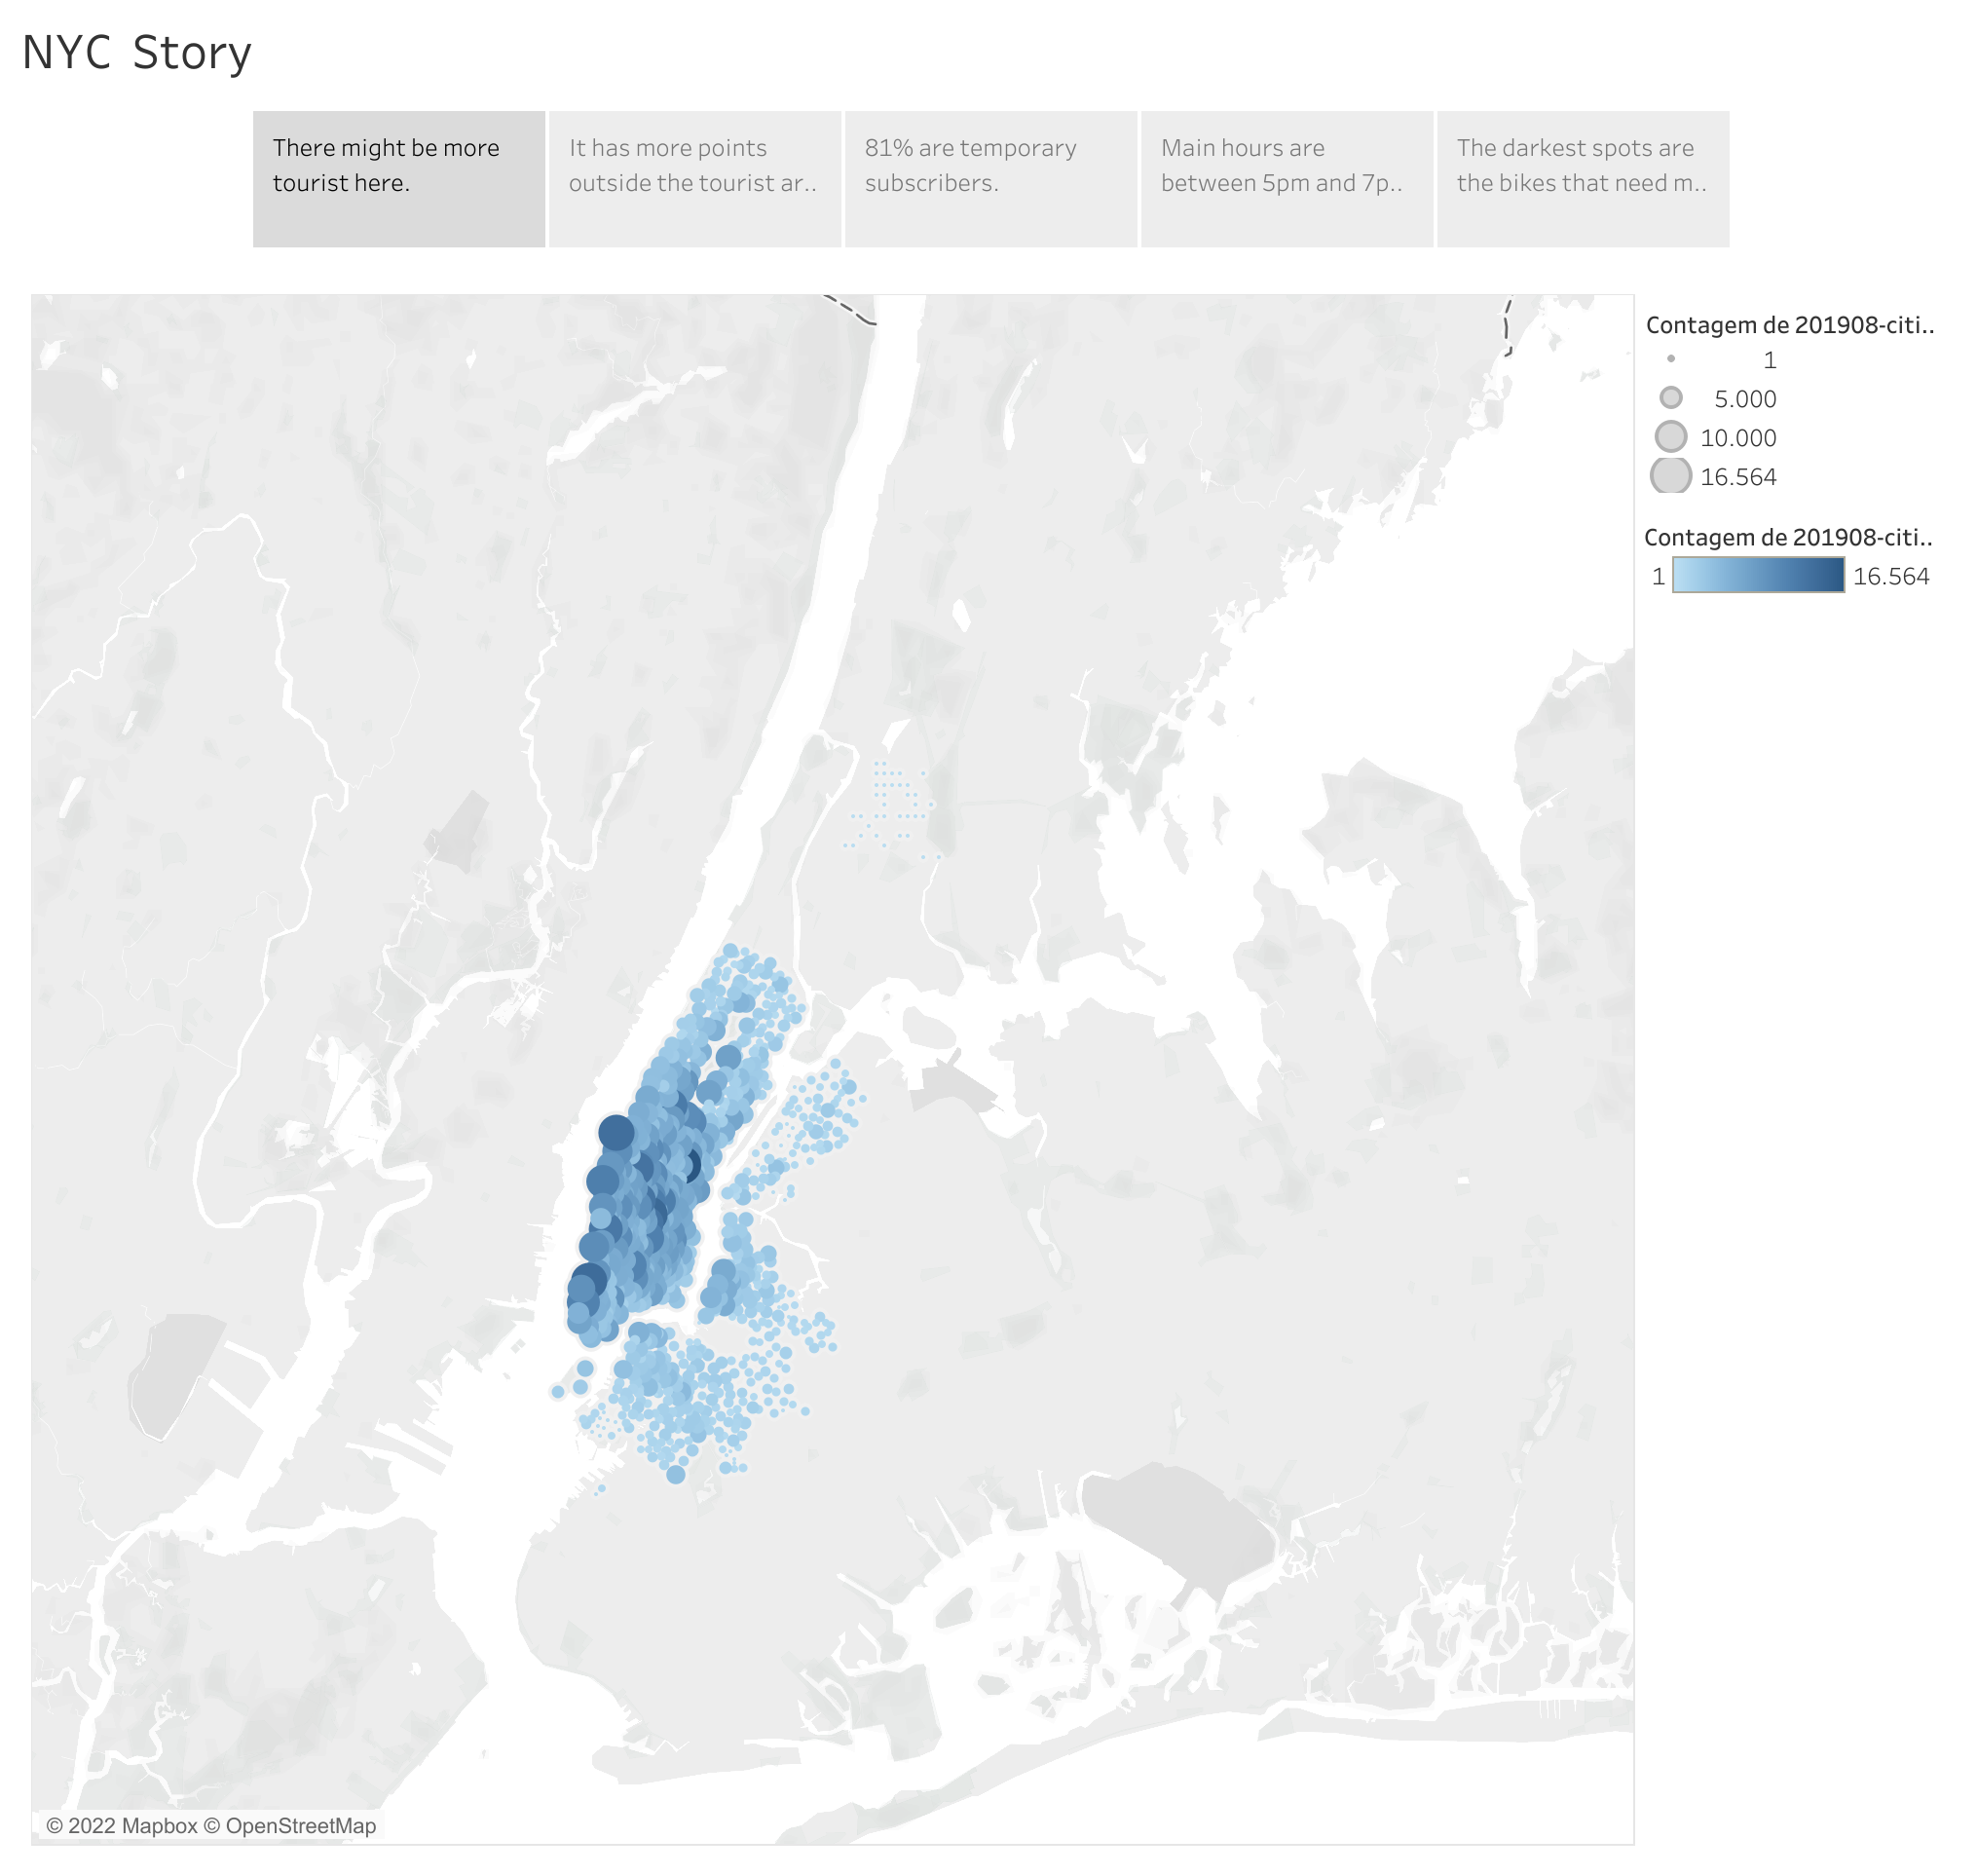 NYC Story
There might be more
tourist here.
It has more points
outside the tourist ar..
81% are temporary
subscribers.
Main hours are
between 5pm and 7p..
The darkest spots are
the bikes that need m..
Contagem de 201908-citi..
1
5.000
10.000
16.564
Contagem de 201908-citi..
1 16.564
© 2022 Mapbox © OpenStreetMap